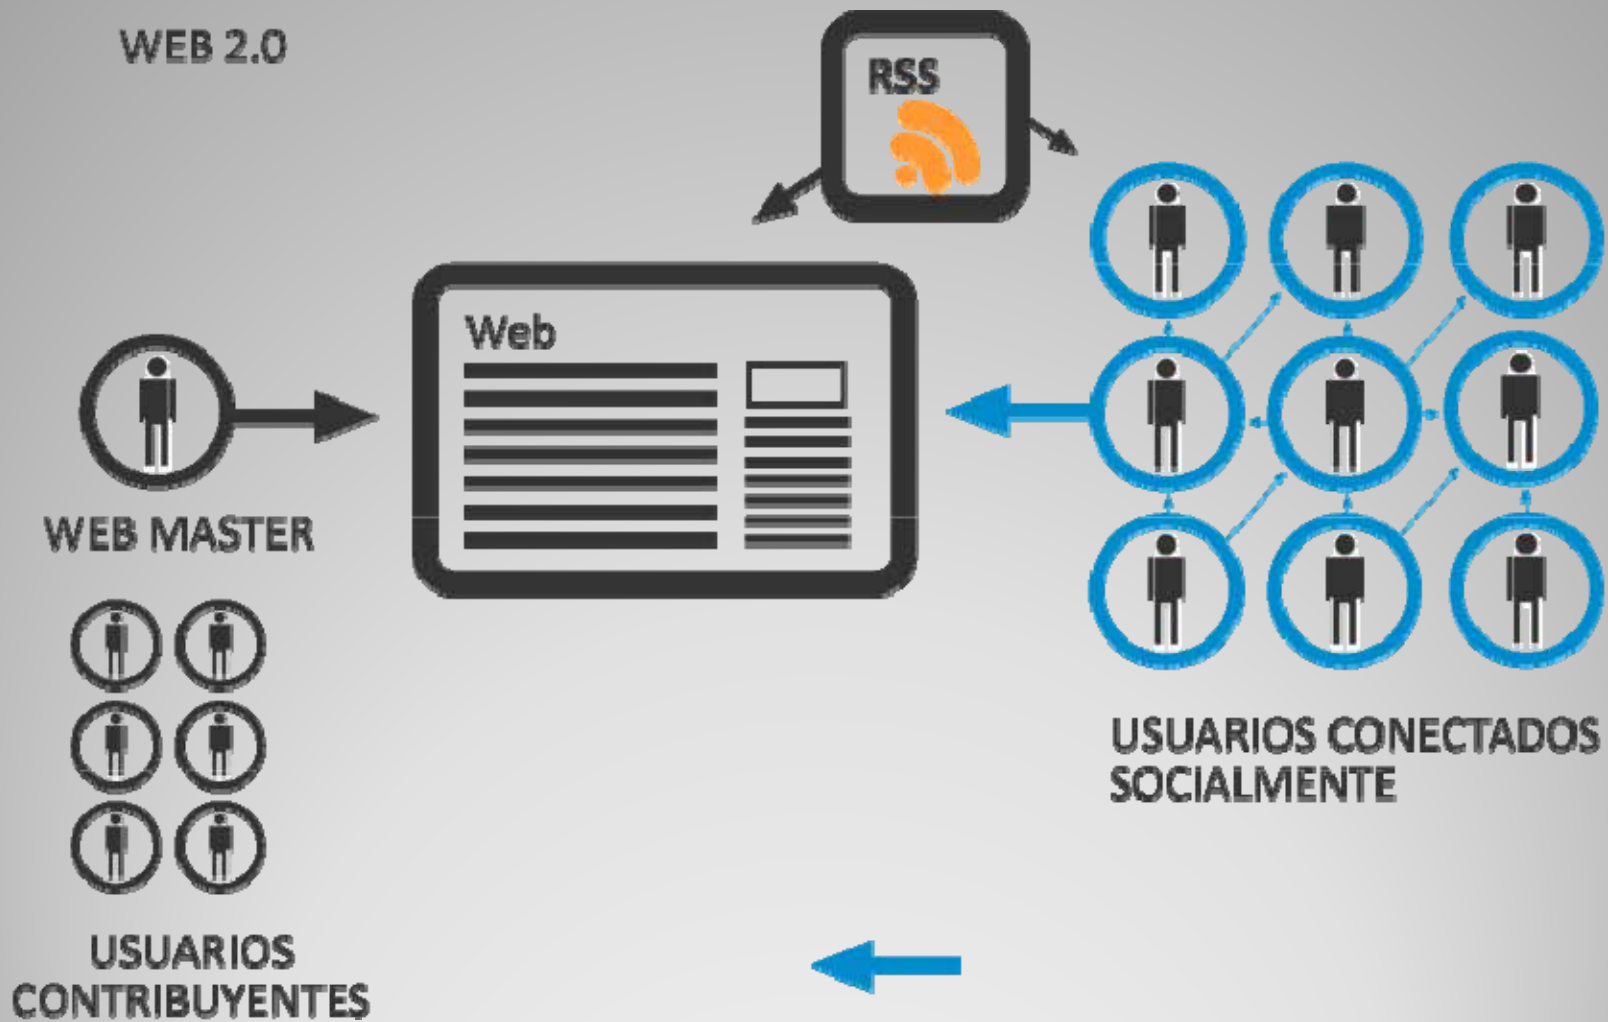 WEB 2.0
RSS
Web
WEB MASTER
USUARIOS CONECTADOS
SOCIALMENTE
USUARIOS
CONTRIBUYENTES